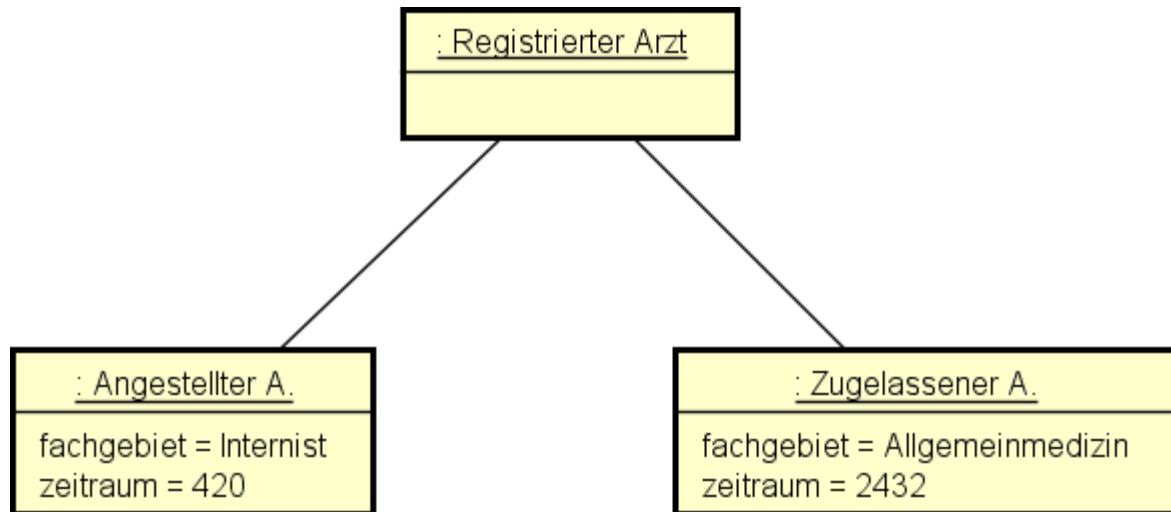 : Registrierter Arzt
: Angestellter A.
fachgebiet = Internist
zeitraum = 420
: Zugelassener A.
fachgebiet = Allgemeinmedizin
zeitraum = 2432